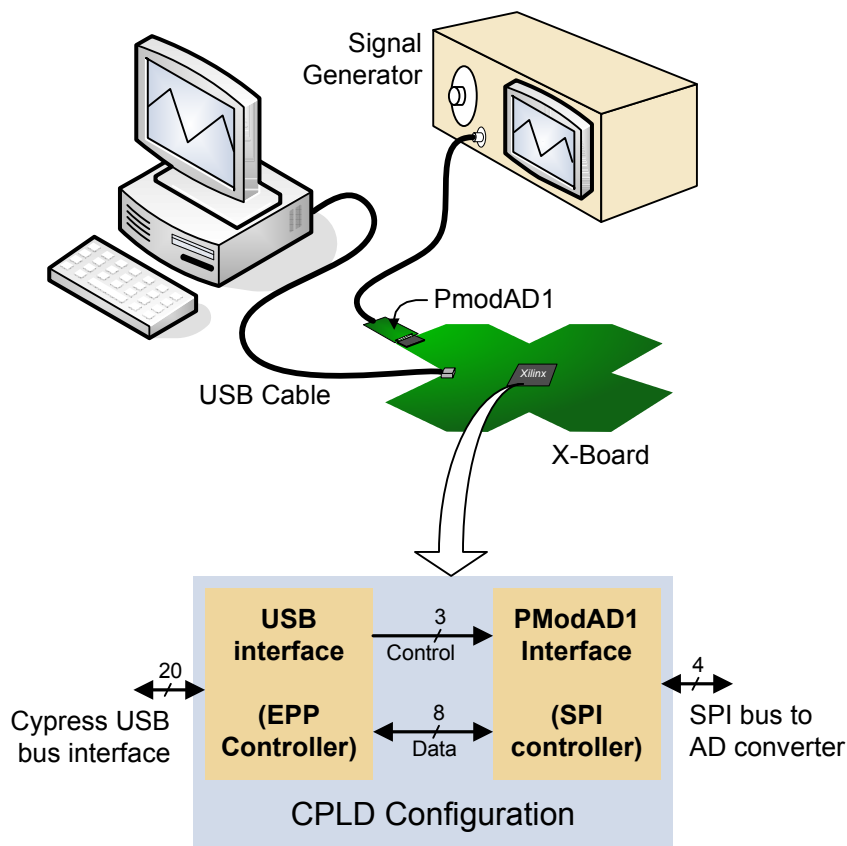 Signal
Generator
PmodAD1
Xilinx
USB Cable
X-Board
USB
interface
(EPP
Controller)
3
Control
8
Data
PModAD1
Interface
(SPI
controller)
20
Cypress USB
bus interface
4
SPI bus to
AD converter
CPLD Configuration